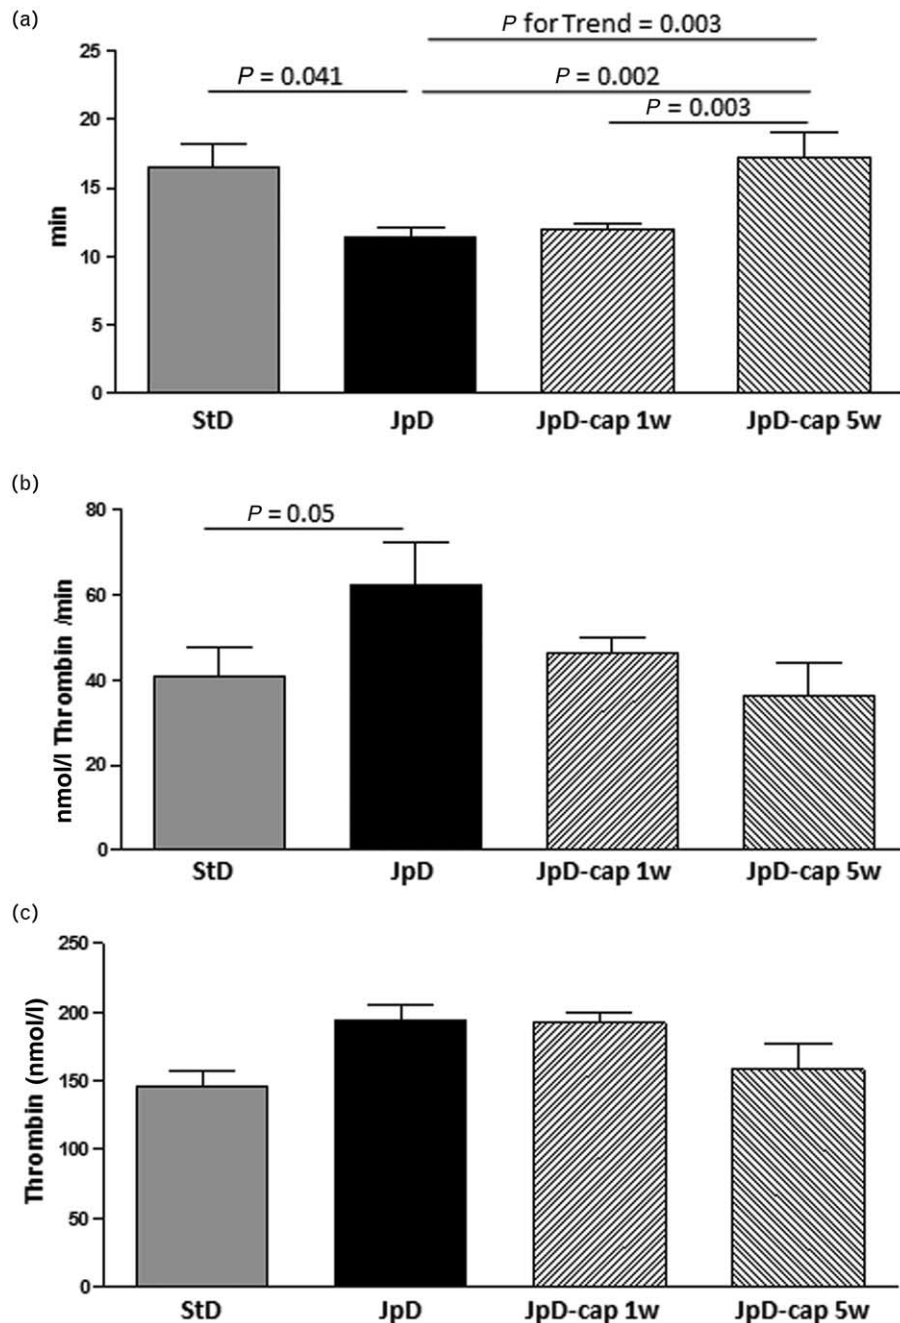 (a)
P for Trend = 0.003
25
P = 0.041
P = 0.002
20
P = 0.003
15
min
10
5
0
StD JpD JpD-cap 1w JpD-cap 5w
(b)
80
P = 0.05
60
nmol/l Thrombin /min
40
20
0
StD JpD JpD-cap 1w JpD-cap 5w
(c)
250
200
150
Thrombin (nmol/l)
100
50
0
StD JpD JpD-cap 1w JpD-cap 5w